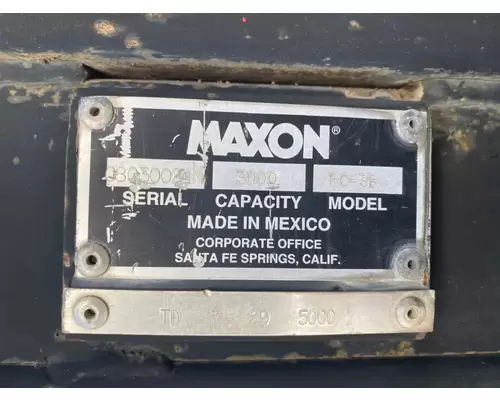 MAXON®
3000
SERIAL CAPACITY MODEL
MADE IN MEXICO
CORPORATE OFFICE
SANTA FE SPRINGS, CALIF.
5000